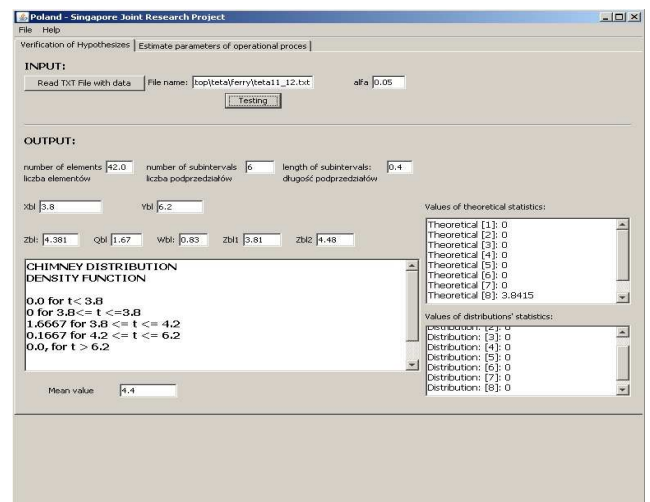 Poland - Singapore Joint Research Project
File Help
Verification of Hypothesizes Estimate parameters of operational proces
INPUT:
Read TXT File with data File name: top\teta\ferry\teta11_12.txt alfa 0.05
Testing
OUTPUT:
number of elements 42.0 number of subintervals 6 length of subintervals: 0.4
liczba elementów liczba podprzedziałów długość podprzedziałów
Xbl 3.8 Ybl 6.2 Values of theoretical statistics:
Theoretical [1]: 0
Theoretical [2]: 0
Theoretical [3]: 0
Theoretical [4]: 0
Theoretical [5]: 0
Theoretical [6]: 0
Theoretical [7]: 0
Theoretical [8]: 3.8415
Zbl: 4.381 Qbl 1.67 Wbl: 0.83 Zbl1 3.81 Zbl2 4.48
CHIMNEY DISTRIBUTION
DENSITY FUNCTION
0.0 for t< 3.8
0 for 3.8<= t <=3.8
1.6667 for 3.8 <= t <= 4.2
0.1667 for 4.2 <= t <= 6.2
0.0, for t > 6.2
Values of distributions' statistics:
Distribution: [2]: 0
Distribution: [3]: 0
Distribution: [4]: 0
Distribution: [5]: 0
Distribution: [6]: 0
Distribution: [7]: 0
Distribution: [8]: 0
Mean value 4.4